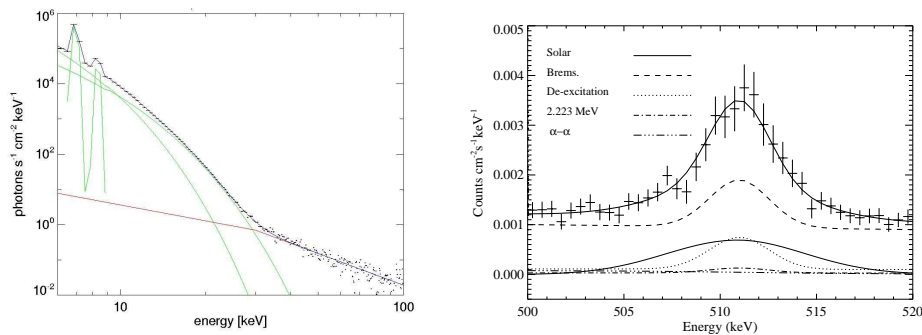 10⁶
10⁴
10²
10⁰
10⁻²
photons s⁻¹ cm⁻² keV⁻¹
10
100
energy [keV]
0.005
0.004
0.003
0.002
0.001
0.000
Counts cm⁻²s⁻¹keV⁻¹
Solar
Brems.
De-excitation
2.223 MeV
α-α
500
505
510
515
520
Energy (keV)